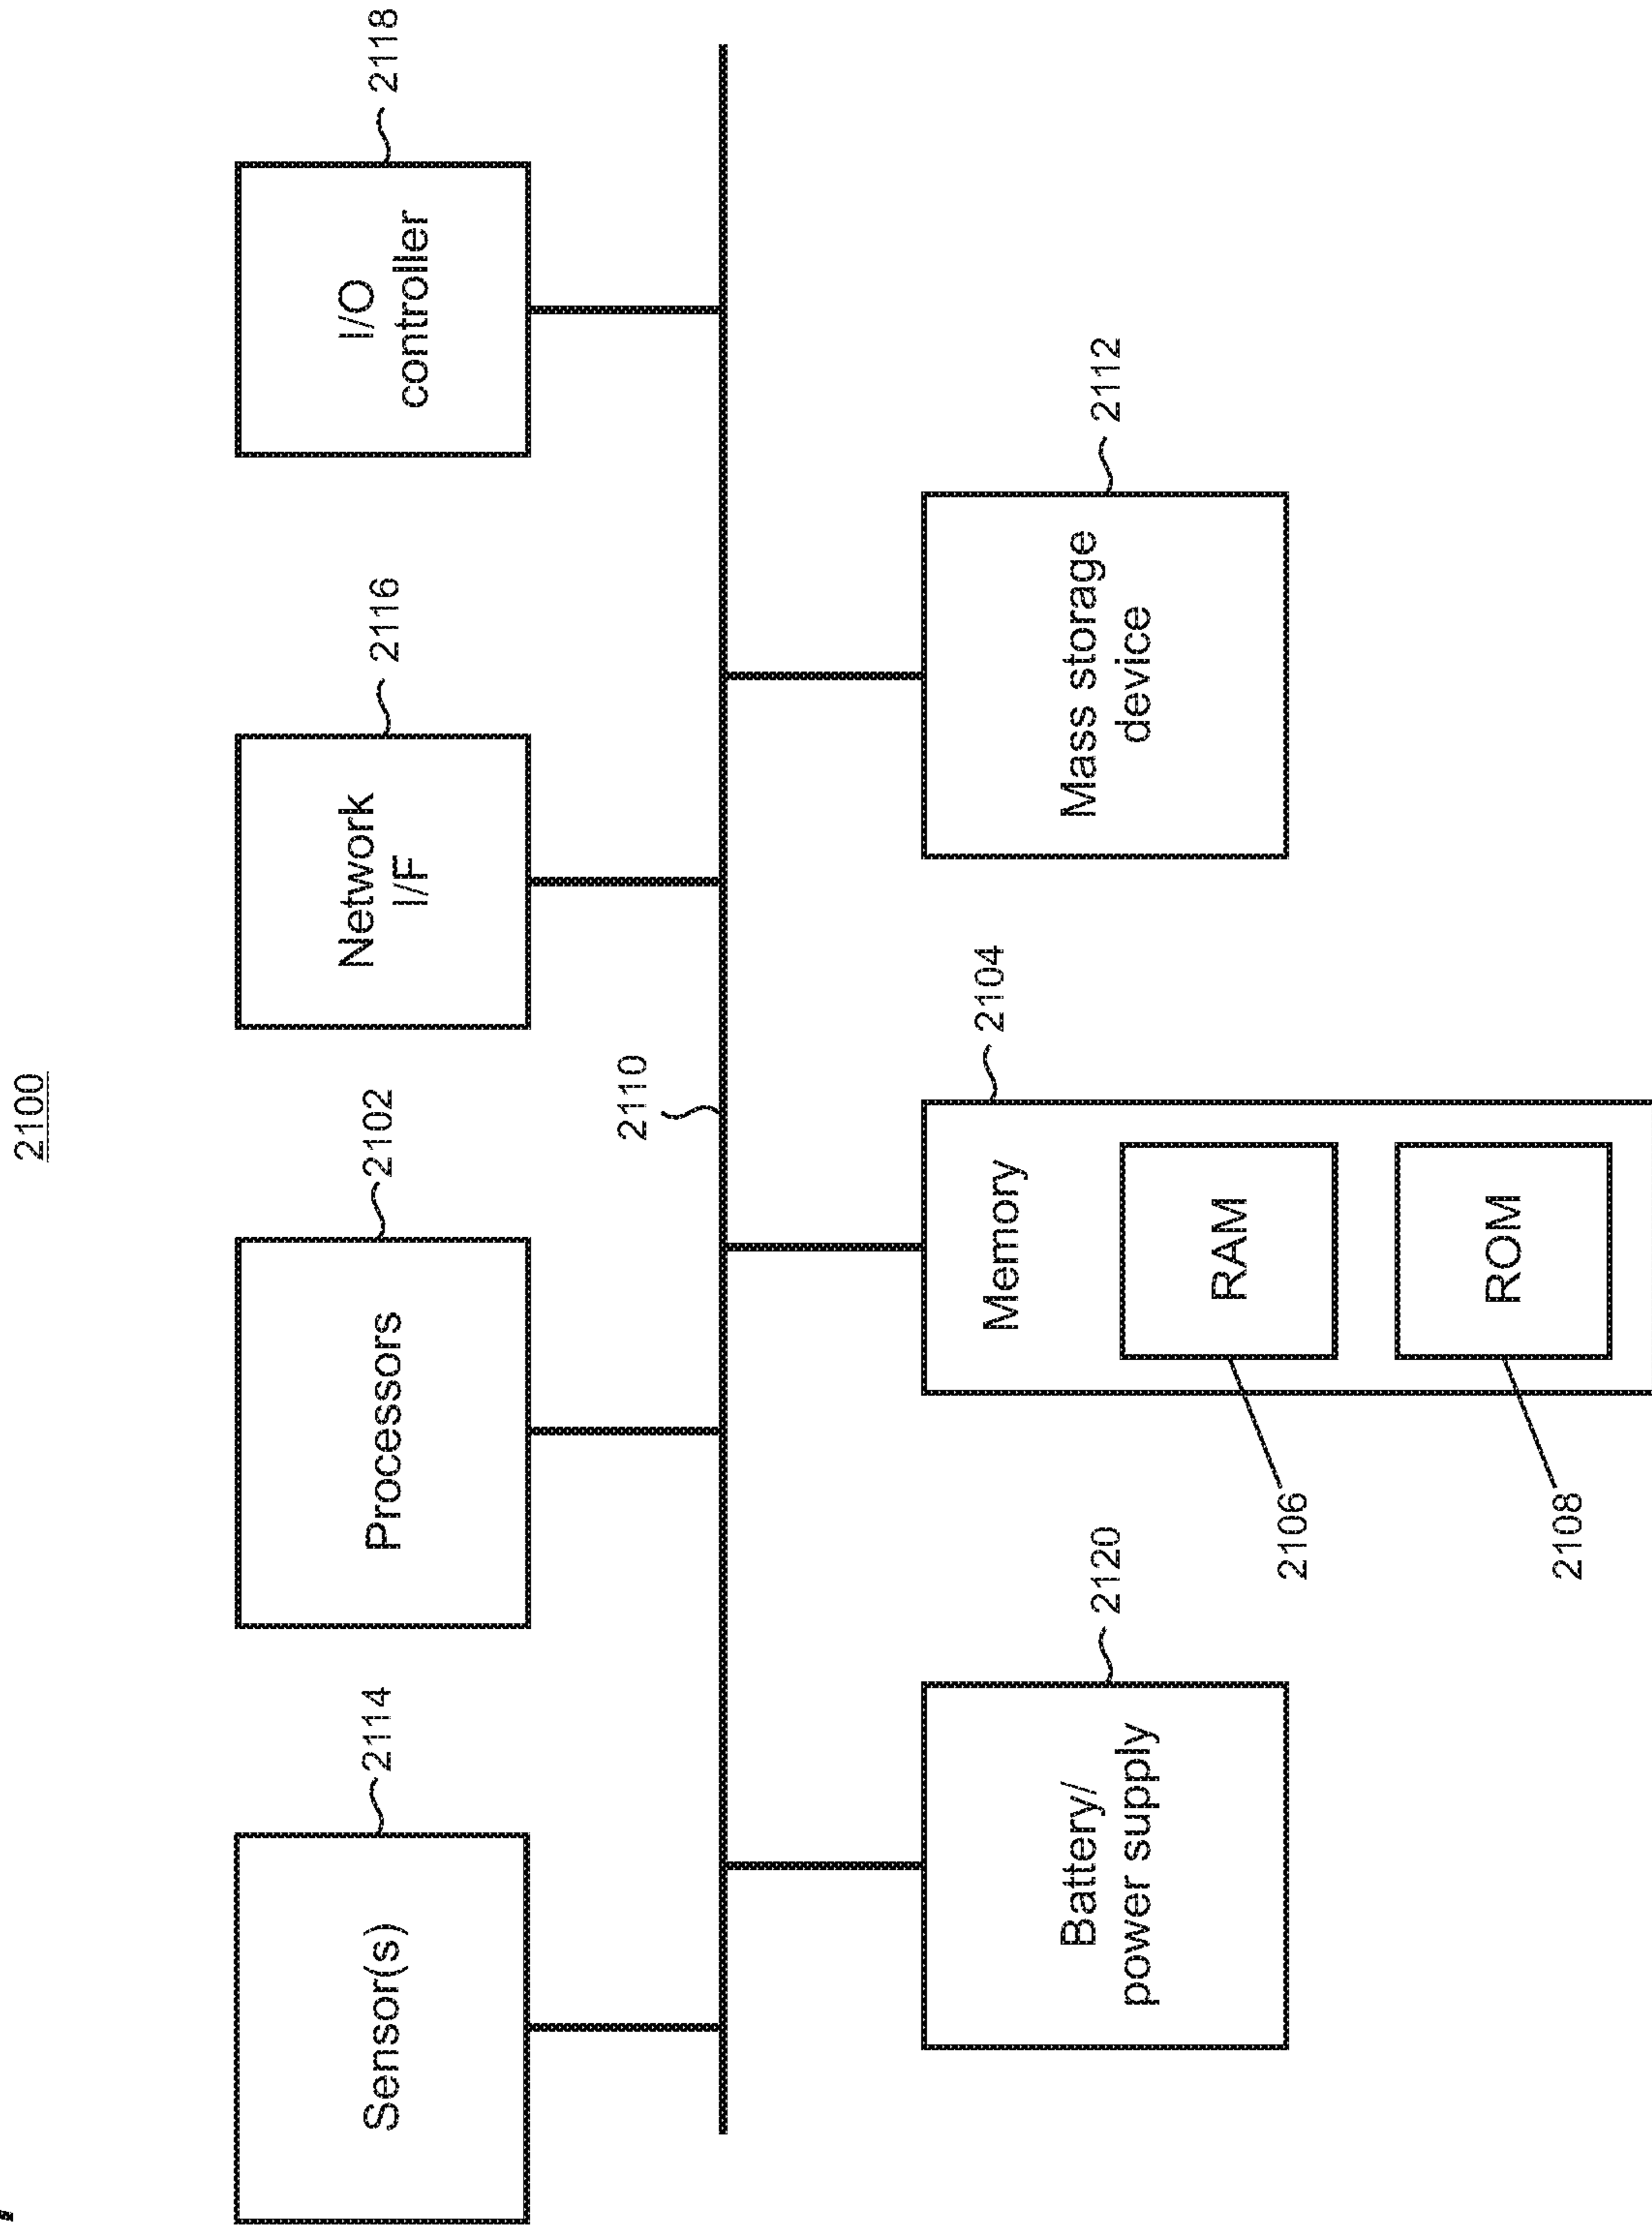 2100
Sensor(s)
2114
Processors
2102
Network
I/F
2116
I/O
controller
2118
2110
Battery/
power supply
2120
Memory
2104
RAM
2106
ROM
2108
Mass storage
device
2112